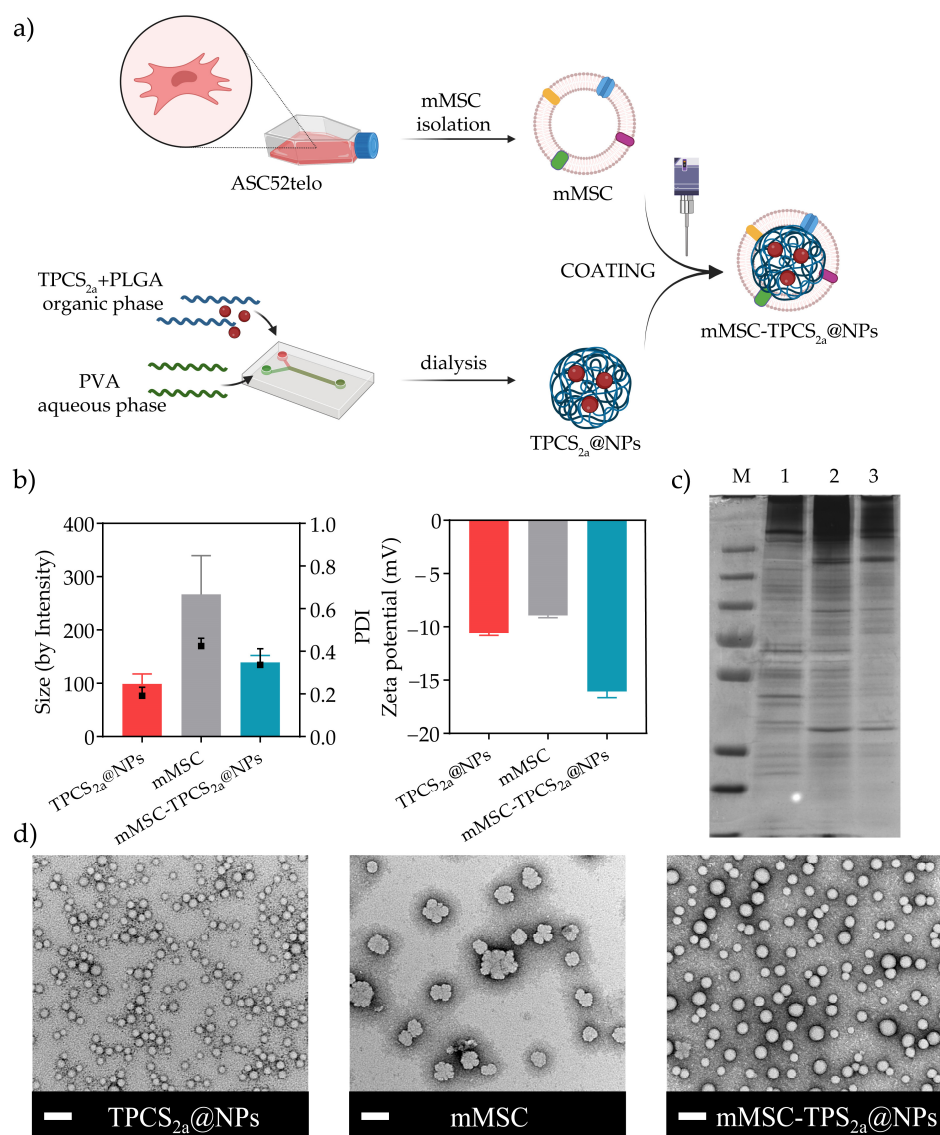 a)
mMSC
isolation
ASC52telo
mMSC
TPCS₂ₐ+PLGA
organic phase
COATING
mMSC-TPCS₂ₐ@NPs
PVA
aqueous phase
dialysis
TPCS₂ₐ@NPs
b)
c)
M 1 2 3
Size (by Intensity)
400
300
200
100
0
PDI
1.0
0.8
0.6
0.4
0.2
0.0
TPCS₂ₐ@NPs
mMSC
mMSC-TPCS₂ₐ@NPs
Zeta potential (mV)
0
−5
−10
−15
−20
TPCS₂ₐ@NPs
mMSC
mMSC-TPCS₂ₐ@NPs
d)
TPCS₂ₐ@NPs
mMSC
mMSC-TPS₂ₐ@NPs